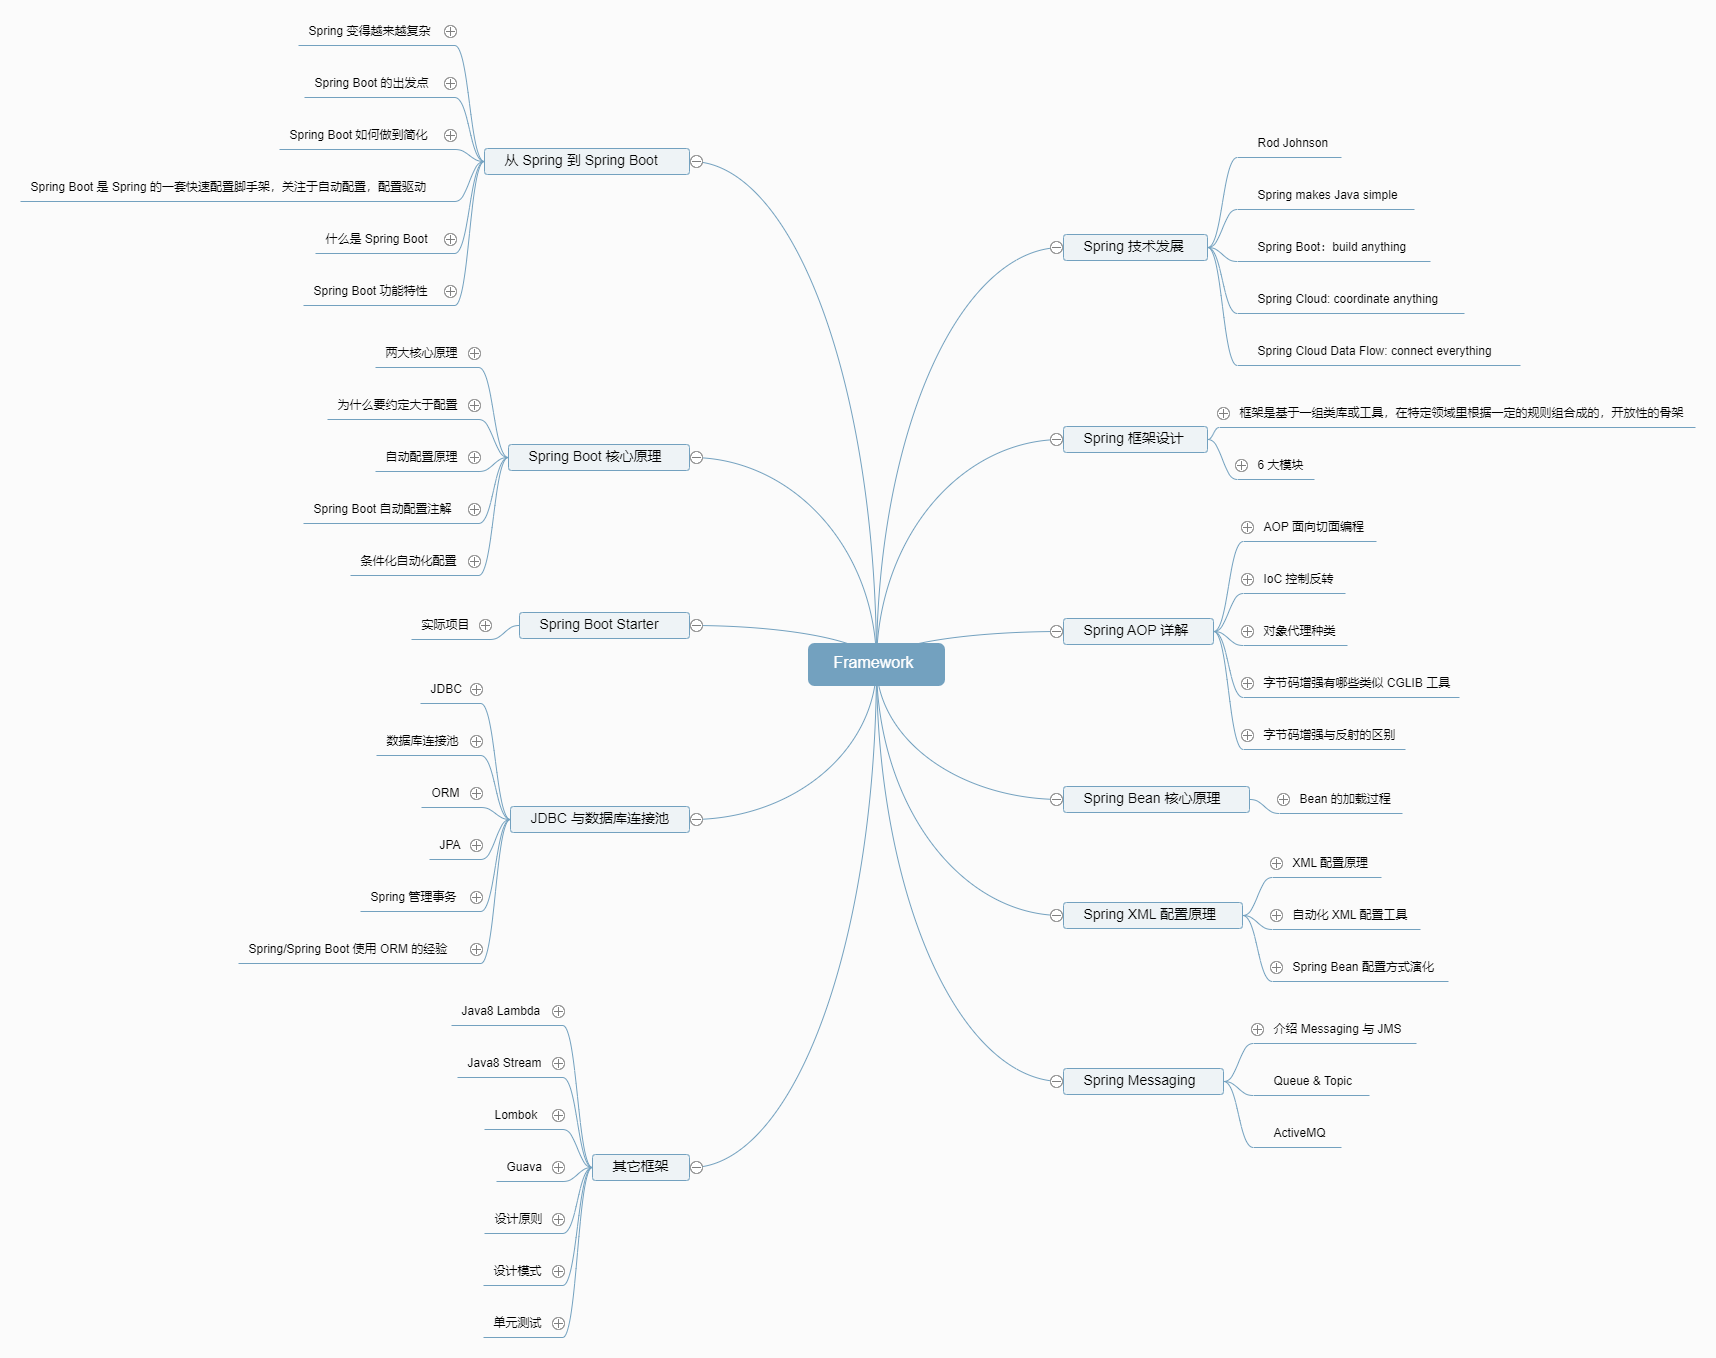 Framework
从 Spring 到 Spring Boot
Spring 变得越来越复杂
Spring Boot 的出发点
Spring Boot 如何做到简化
Spring Boot 是 Spring 的一套快速配置脚手架，关注于自动配置，配置驱动
什么是 Spring Boot
Spring Boot 功能特性
Spring Boot 核心原理
两大核心原理
为什么要约定大于配置
自动配置原理
Spring Boot 自动配置注解
条件化自动化配置
Spring Boot Starter
实际项目
JDBC 与数据库连接池
JDBC
数据库连接池
ORM
JPA
Spring 管理事务
Spring/Spring Boot 使用 ORM 的经验
其它框架
Java8 Lambda
Java8 Stream
Lombok
Guava
设计原则
设计模式
单元测试
Spring 技术发展
Rod Johnson
Spring makes Java simple
Spring Boot：build anything
Spring Cloud: coordinate anything
Spring Cloud Data Flow: connect everything
Spring 框架设计
框架是基于一组类库或工具，在特定领域里根据一定的规则组合成的，开放性的骨架
6 大模块
Spring AOP 详解
AOP 面向切面编程
IoC 控制反转
对象代理种类
字节码增强有哪些类似 CGLIB 工具
字节码增强与反射的区别
Spring Bean 核心原理
Bean 的加载过程
Spring XML 配置原理
XML 配置原理
自动化 XML 配置工具
Spring Bean 配置方式演化
Spring Messaging
介绍 Messaging 与 JMS
Queue & Topic
ActiveMQ